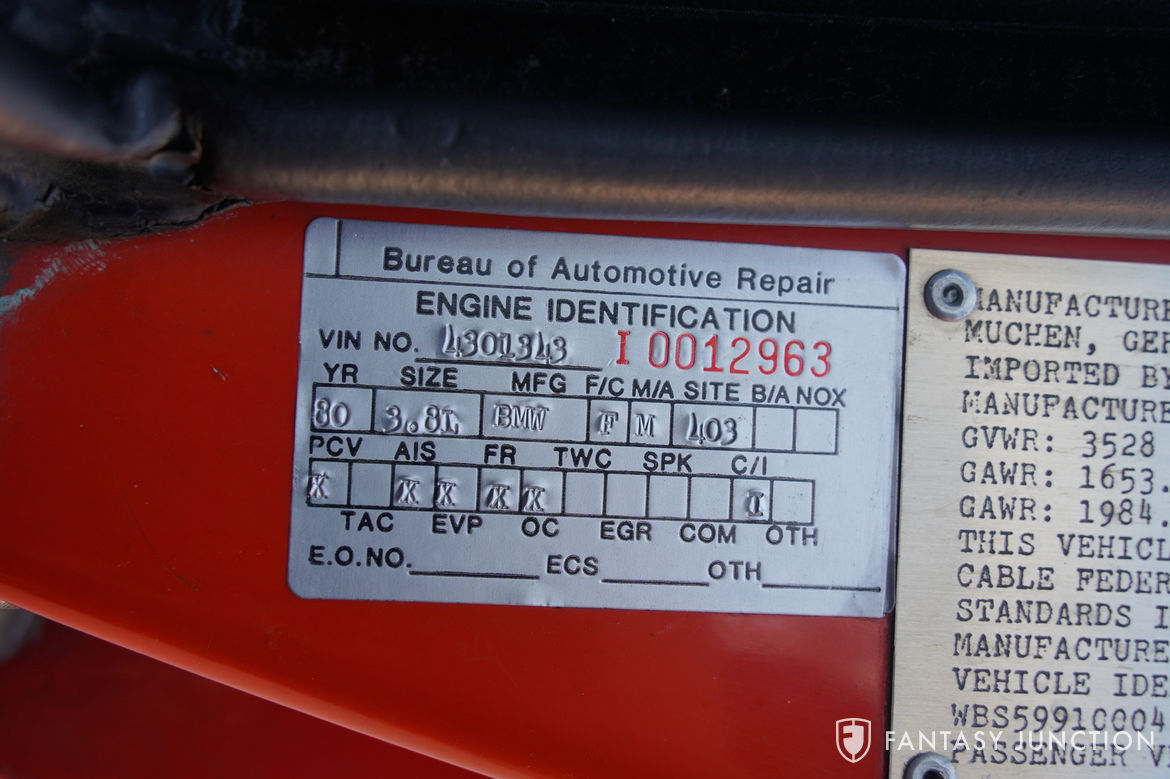 Bureau of Automotive Repair
ENGINE IDENTIFICATION
VIN NO. 4301343 I 0012963
YR SIZE MFG F/C M/A SITE B/A NOX
80 3.8L BMW F M 403
PCV AIS FR TWC SPK C/I
X X X X X I
TAC EVP OC EGR COM OTH
E.O.NO. ECS OTH
MANUFACTURE
MUCHEN, GER
IMPORTED BY
MANUFACTURE
GVWR: 3528
GAWR: 1653.
GAWR: 1984.
THIS VEHICL
CABLE FEDER
STANDARDS I
MANUFACTURE
VEHICLE IDE
WBS59910004
PASSENGER V
FANTASY JUNCTION